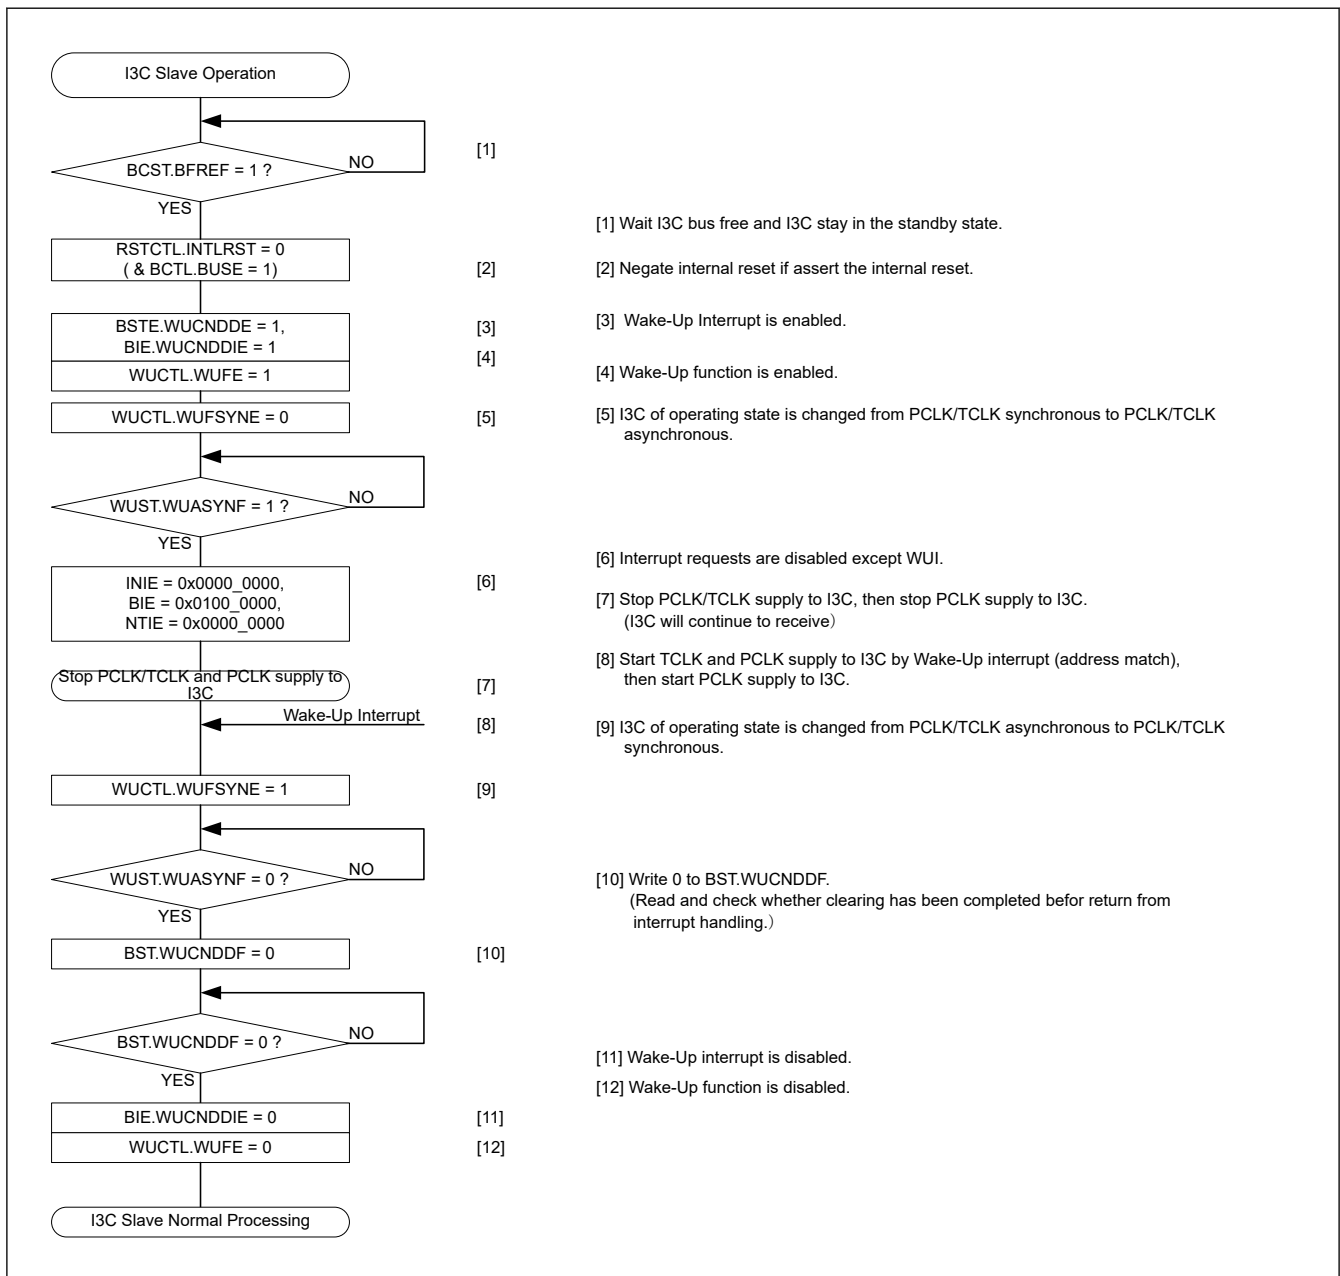 I3C Slave Operation
BCST.BFREF = 1 ?
NO
[1]
YES
[1] Wait I3C bus free and I3C stay in the standby state.
RSTCTL.INTLRST = 0
( & BCTL.BUSE = 1)
[2]
[2] Negate internal reset if assert the internal reset.
BSTE.WUCNDDE = 1,
BIE.WUCNDDIE = 1
[3]
[3] Wake-Up Interrupt is enabled.
WUCTL.WUFE = 1
[4]
[4] Wake-Up function is enabled.
WUCTL.WUFSYNE = 0
[5]
[5] I3C of operating state is changed from PCLK/TCLK synchronous to PCLK/TCLK
asynchronous.
WUST.WUASYNF = 1 ?
NO
YES
[6] Interrupt requests are disabled except WUI.
INIE = 0x0000_0000,
BIE = 0x0100_0000,
NTIE = 0x0000_0000
[6]
[7] Stop PCLK/TCLK supply to I3C, then stop PCLK supply to I3C.
(I3C will continue to receive）
Stop PCLK/TCLK and PCLK supply to
I3C
[7]
[8] Start TCLK and PCLK supply to I3C by Wake-Up interrupt (address match),
then start PCLK supply to I3C.
Wake-Up Interrupt
[8]
[9] I3C of operating state is changed from PCLK/TCLK asynchronous to PCLK/TCLK
synchronous.
WUCTL.WUFSYNE = 1
[9]
WUST.WUASYNF = 0 ?
NO
YES
[10] Write 0 to BST.WUCNDDF.
(Read and check whether clearing has been completed befor return from
interrupt handling.）
BST.WUCNDDF = 0
[10]
BST.WUCNDDF = 0 ?
NO
YES
[11] Wake-Up interrupt is disabled.
[12] Wake-Up function is disabled.
BIE.WUCNDDIE = 0
[11]
WUCTL.WUFE = 0
[12]
I3C Slave Normal Processing